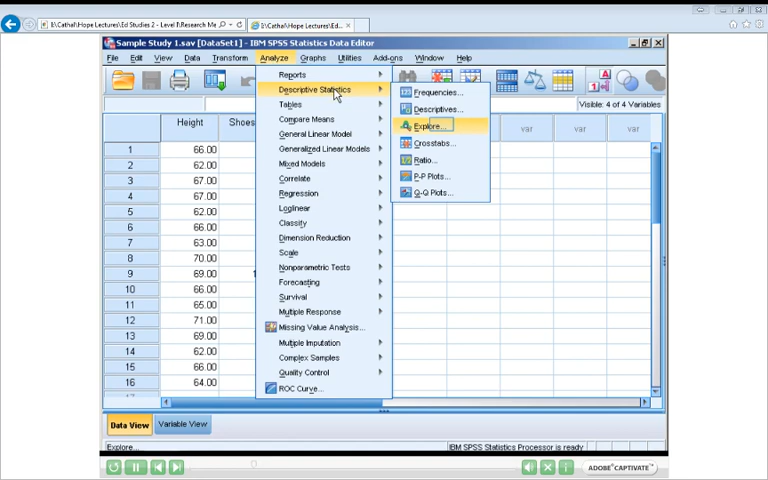 E:\Cathal\Hope Lectures\Ed Studies 2 - Level I\Research Me
E:\Cathal\Hope Lectures\Ed...
Sample Study 1.sav [DataSet1] - IBM SPSS Statistics Data Editor
File Edit View Data Transform Analyze Graphs Utilities Add-ons Window Help
Visible: 4 of 4 Variables
Height Shoes var var var
Reports
Descriptive Statistics
Tables
Compare Means
General Linear Model
Generalized Linear Models
Mixed Models
Correlate
Regression
Loglinear
Classify
Dimension Reduction
Scale
Nonparametric Tests
Forecasting
Survival
Multiple Response
Missing Value Analysis...
Multiple Imputation
Complex Samples
Quality Control
ROC Curve...
Frequencies...
Descriptives...
Explore...
Crosstabs...
Ratio...
P-P Plots...
Q-Q Plots...
1 66.00
2 62.00
3 67.00
4 67.00
5 62.00
6 66.00
7 63.00
8 70.00
9 69.00 1
10 66.00
11 65.00
12 71.00
13 69.00
14 62.00
15 66.00
16 64.00
Data View Variable View
Explore... IBM SPSS Statistics Processor is ready
ADOBE® CAPTIVATE™